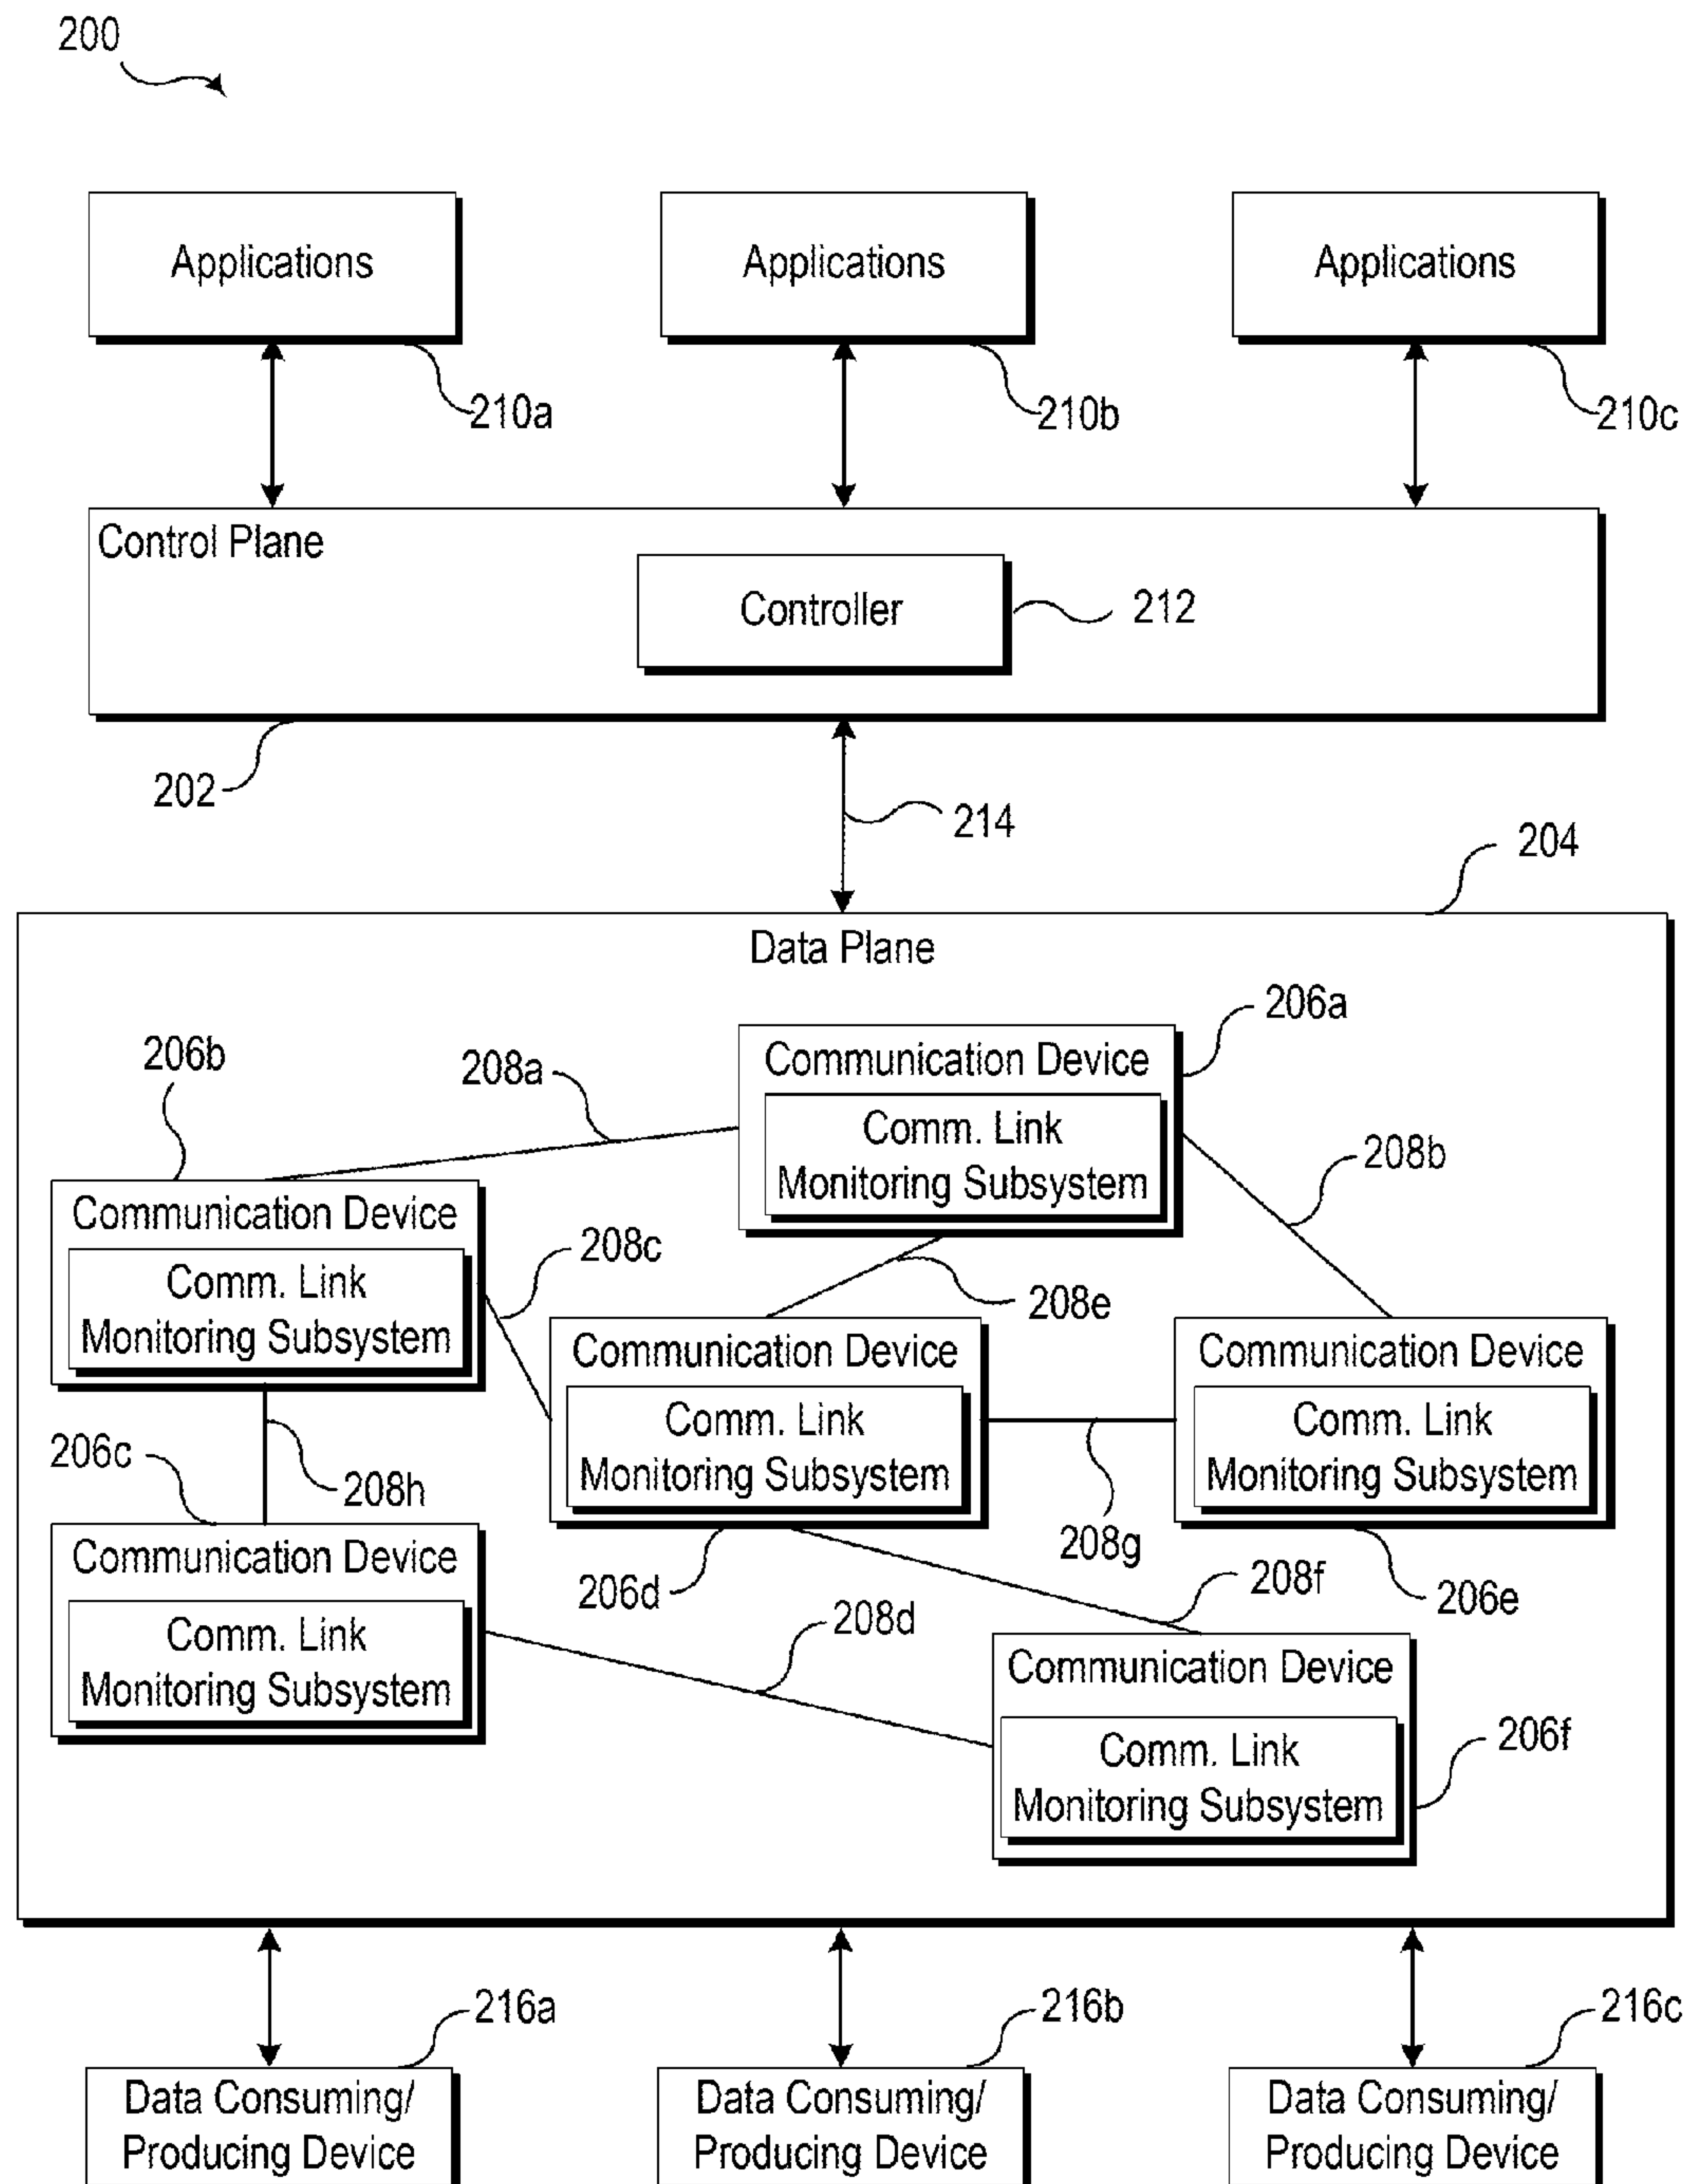 200
Applications
Applications
Applications
210a
210b
210c
Control Plane
Controller
212
202
214
204
Data Plane
206a
206b
208a
Communication Device
Comm. Link
Monitoring Subsystem
208b
Communication Device
Comm. Link
Monitoring Subsystem
208c
208e
Communication Device
Comm. Link
Monitoring Subsystem
Communication Device
Comm. Link
Monitoring Subsystem
206c
208h
208g
Communication Device
Comm. Link
Monitoring Subsystem
206d
208d
208f
206e
Communication Device
Comm. Link
Monitoring Subsystem
206f
216a
216b
216c
Data Consuming/
Producing Device
Data Consuming/
Producing Device
Data Consuming/
Producing Device